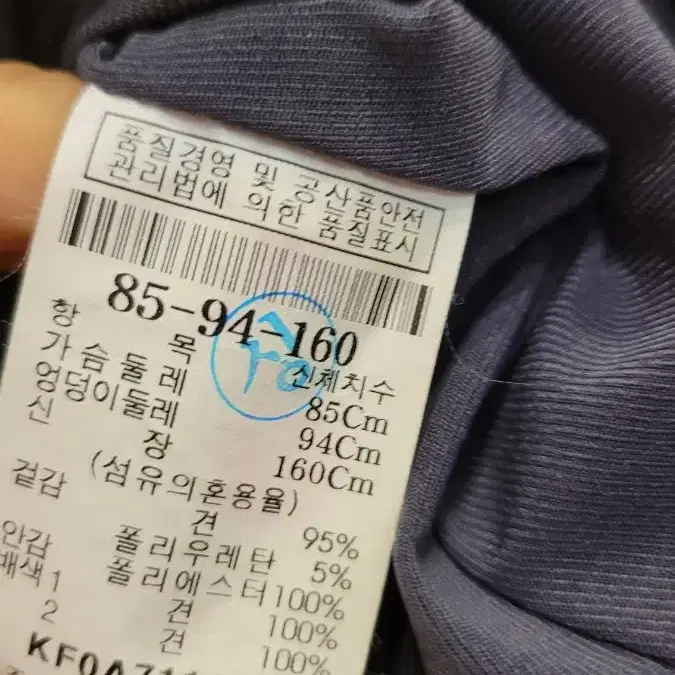 품질경영 및 공산품안전
관리법에 의한 품질표시
85-94-160
항 목 신체치수
가슴둘레 85Cm
엉덩이둘레 94Cm
신 장 160Cm
(섬유의혼용율)
겉감 견 95%
폴리우레탄 5%
안감 폴리에스터 100%
배색1 견 100%
2 견 100%
KF0A71